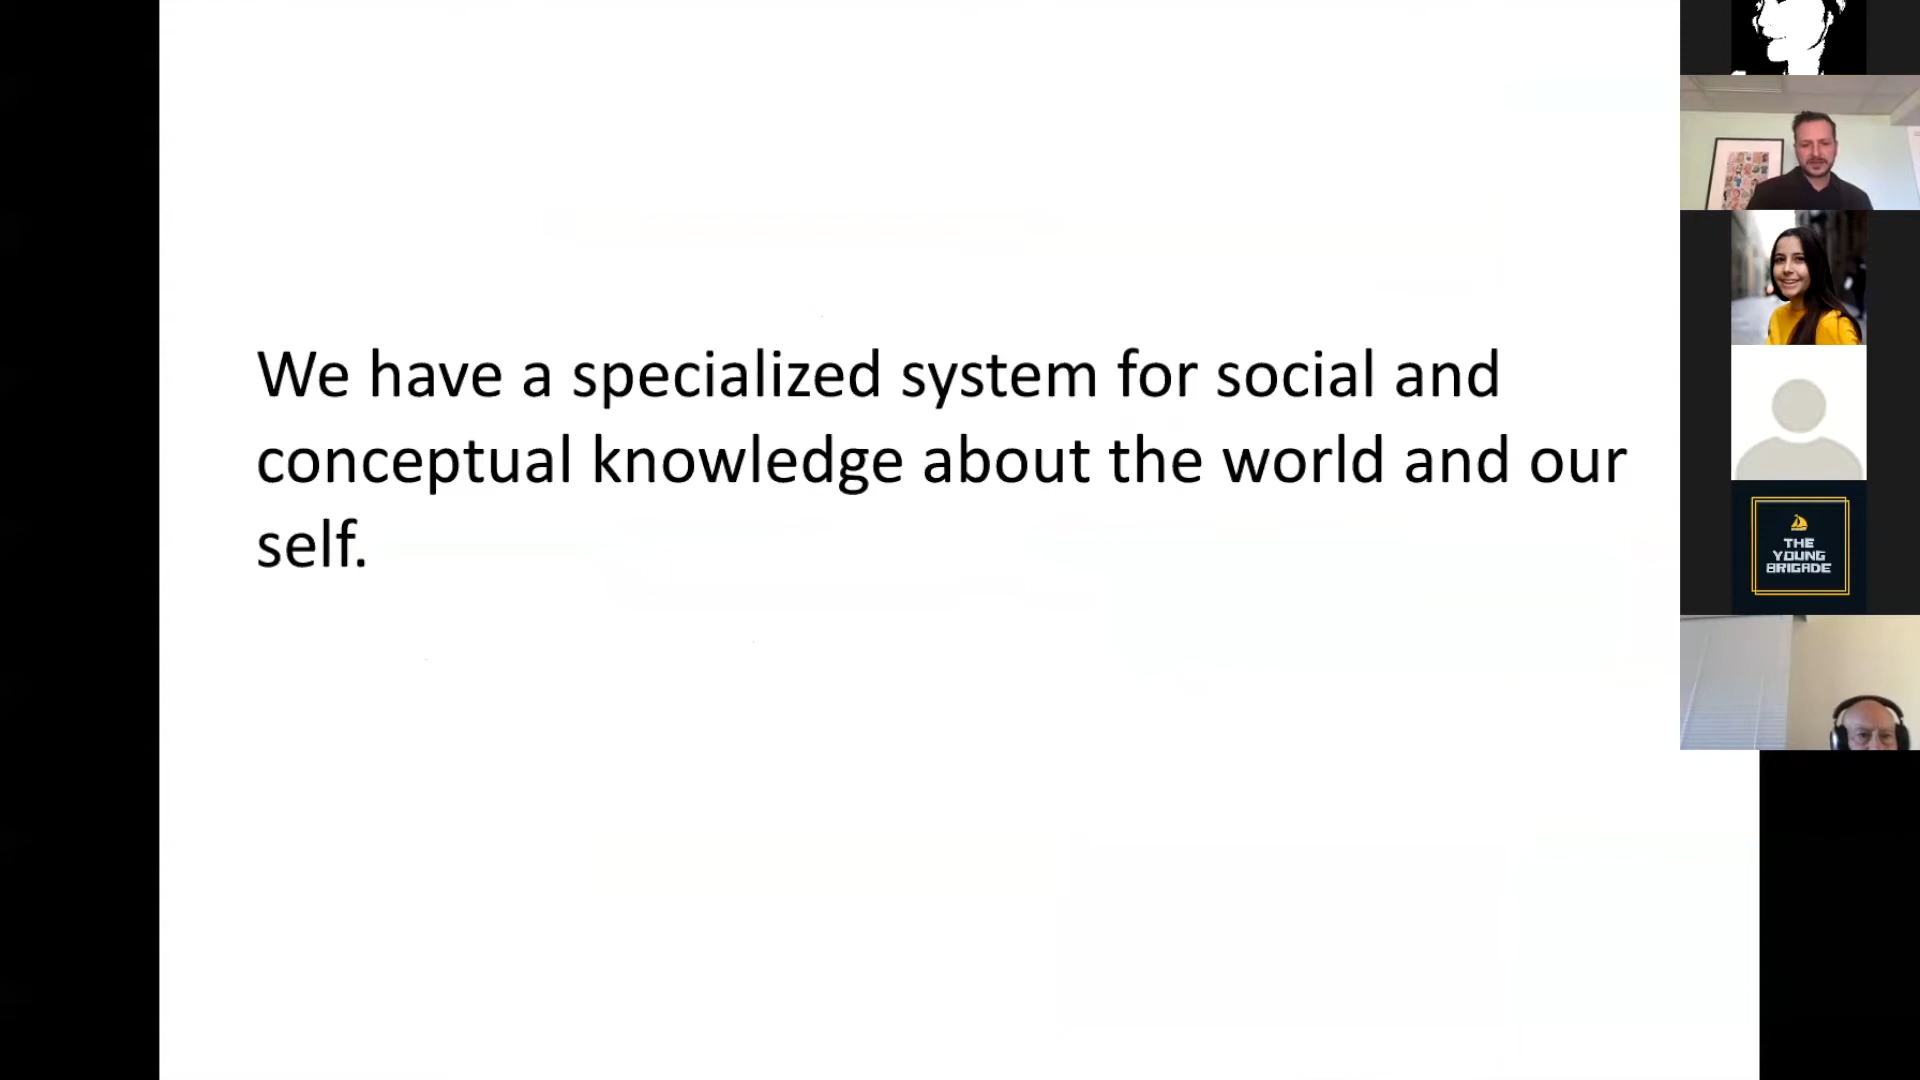 We have a specialized system for social and
conceptual knowledge about the world and our
self.
THE
YOUNG
BRIGADE